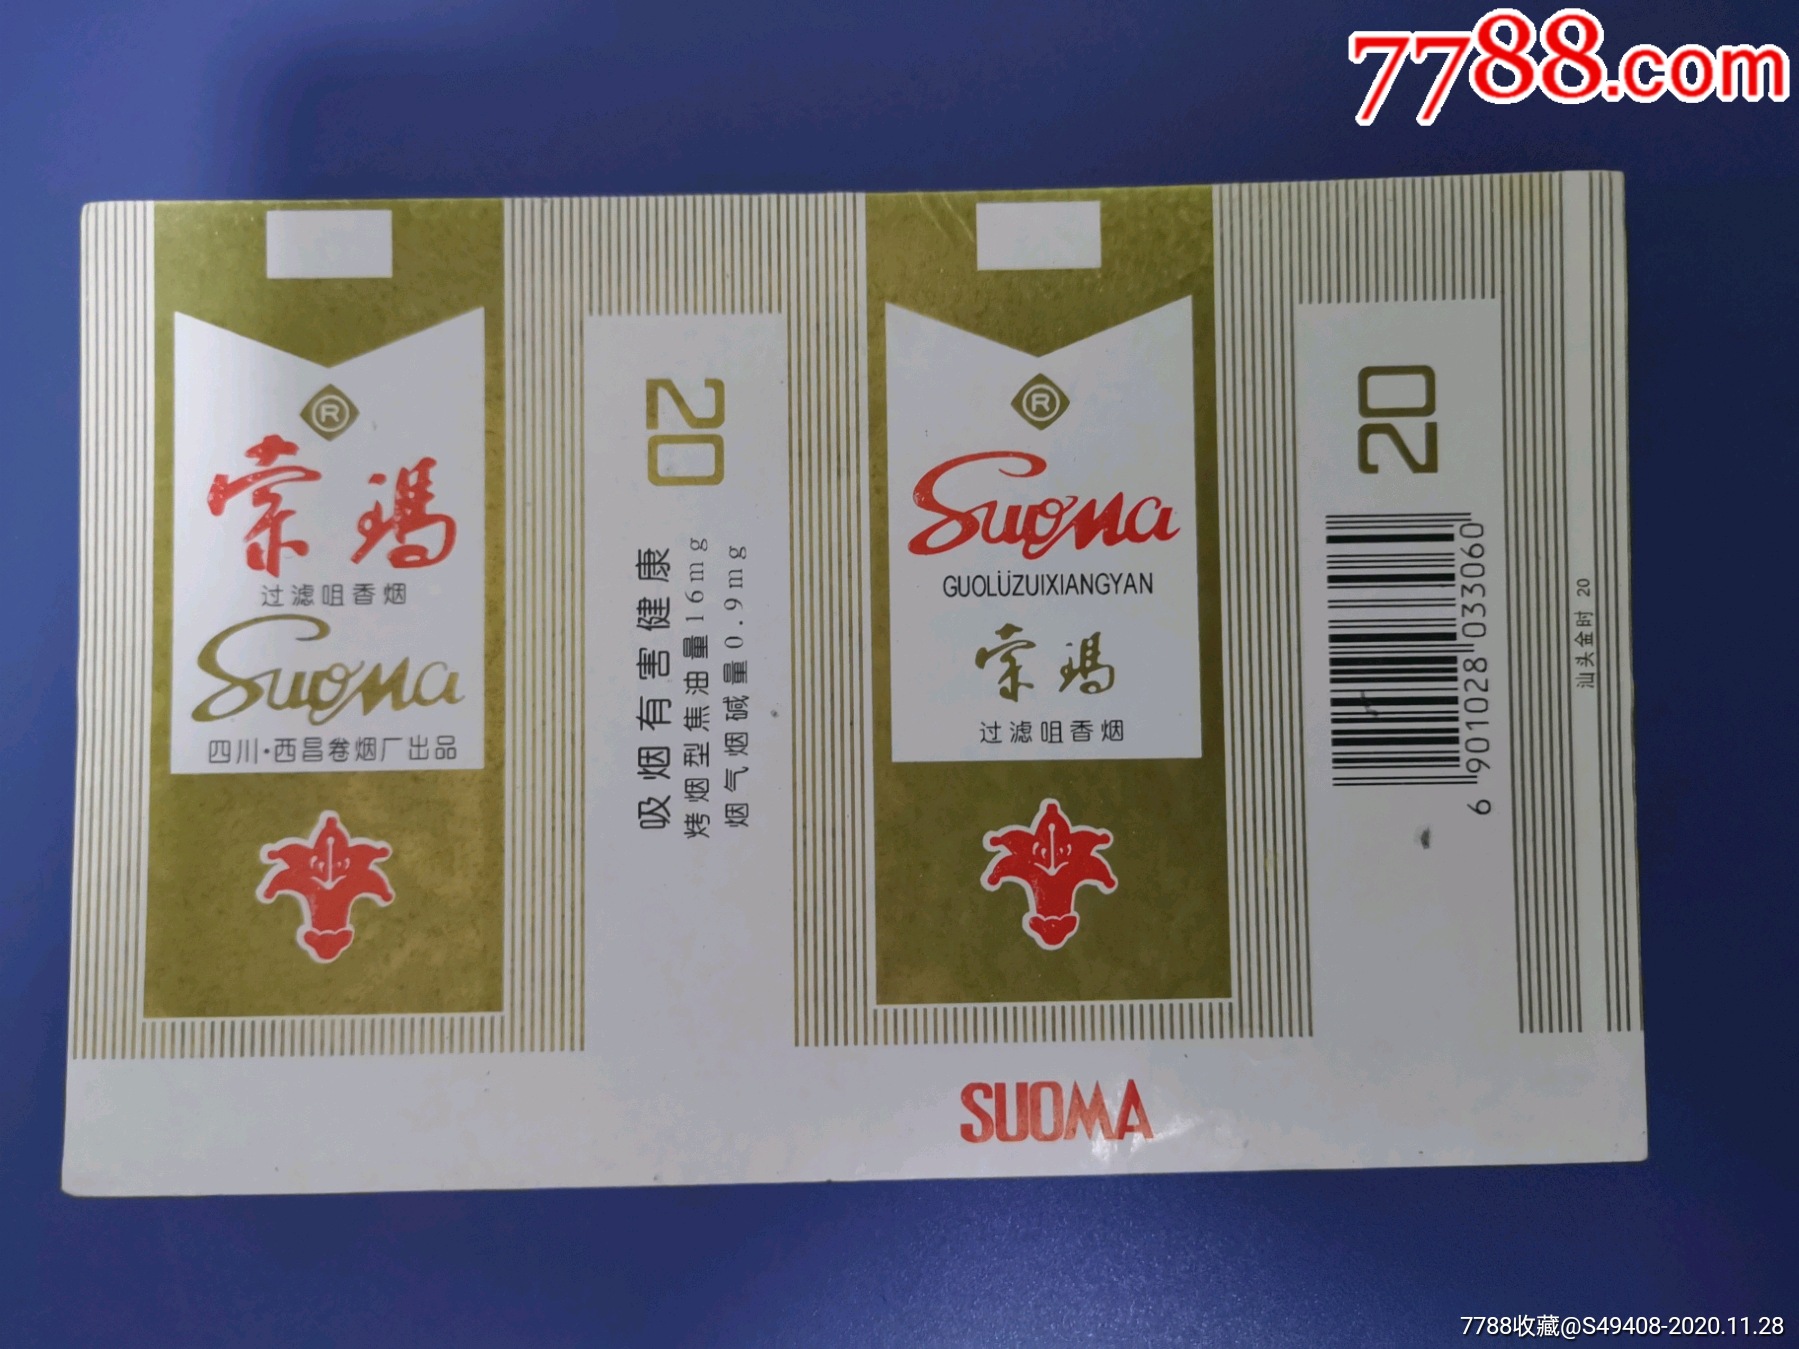 7788.com
R
索玛
过滤咀香烟
Suoma
四川·西昌卷烟厂出品
20
吸烟有害健康
烤烟型焦油量16mg
烟气烟碱量0.9mg
R
Suoma
GUOLÜZUIXIANGYAN
索玛
过滤咀香烟
20
6 901028 033060
汕头金时 20
SUOMA
7788收藏@S49408-2020.11.28